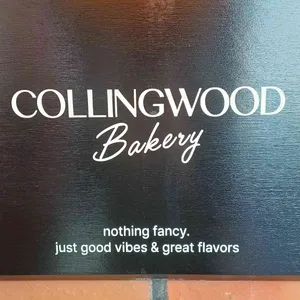 COLLINGWOOD
Bakery
nothing fancy.
just good vibes & great flavors